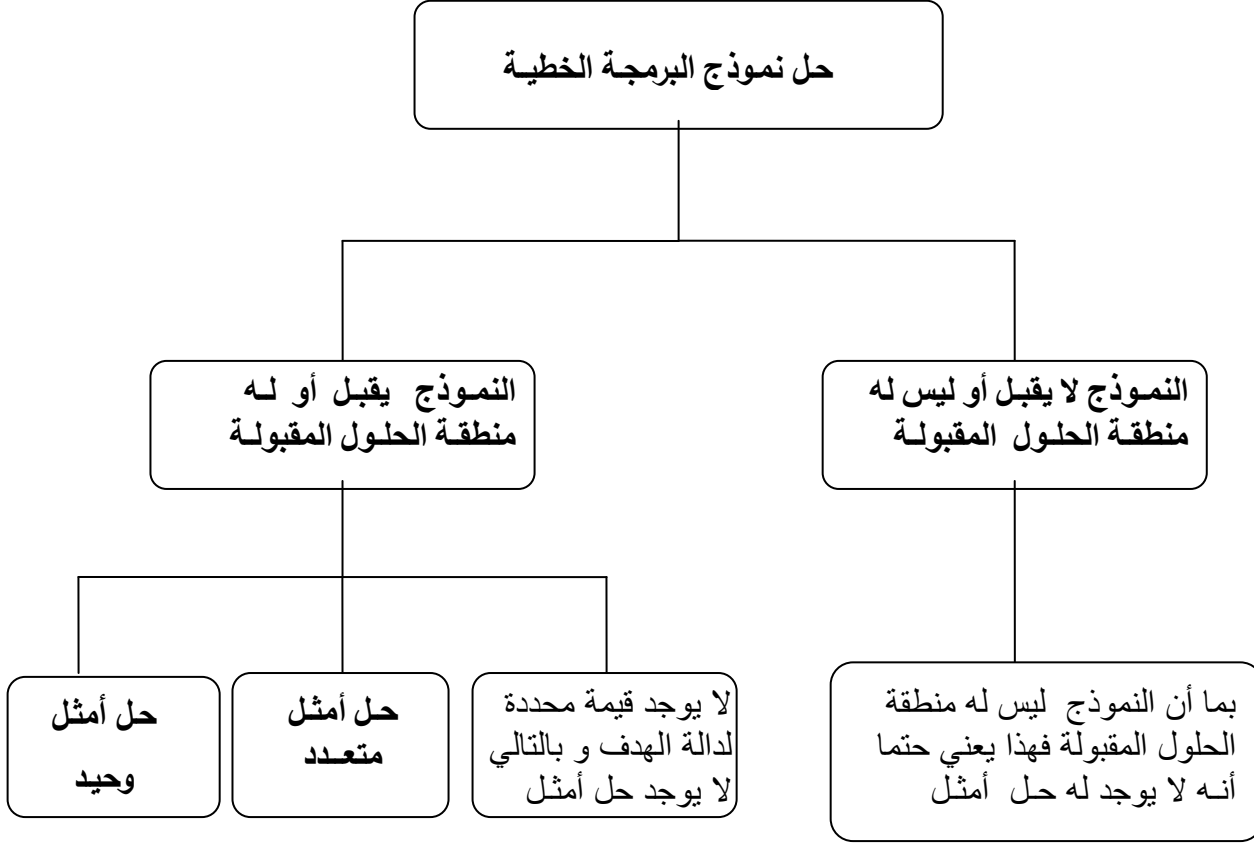 حل نموذج البرمجة الخطية
النموذج لا يقبل أو ليس له
منطقة الحلول المقبولة
النموذج يقبل أو له
منطقة الحلول المقبولة
بما أن النموذج ليس له منطقة
الحلول المقبولة فهذا يعني حتما
أنه لا يوجد له حل أمثل
لا يوجد قيمة محددة
لدالة الهدف و بالتالي
لا يوجد حل أمثل
حل أمثل
متعدد
حل أمثل
وحيد